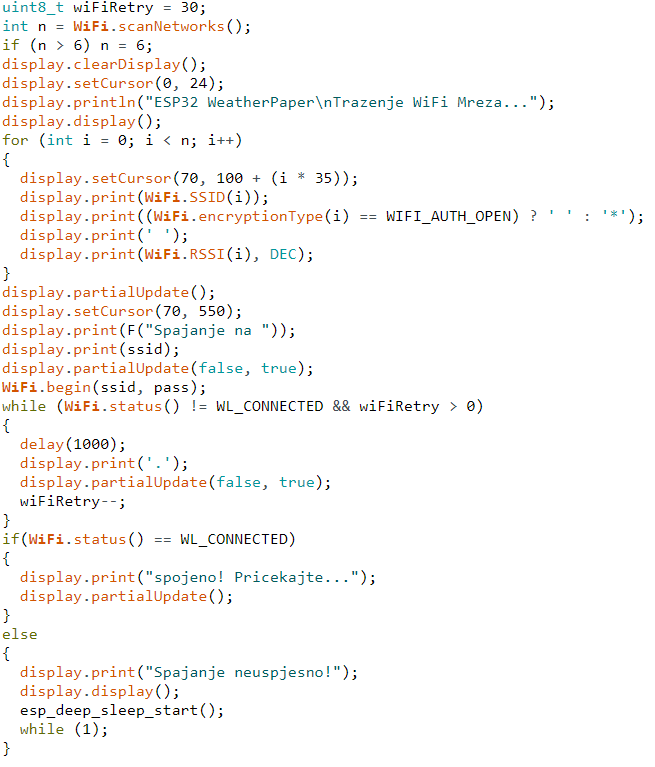 uint8_t wiFiRetry = 30;
int n = WiFi.scanNetworks();
if (n > 6) n = 6;
display.clearDisplay();
display.setCursor(0, 24);
display.println("ESP32 WeatherPaper\nTrazenje WiFi Mreza...");
display.display();
for (int i = 0; i < n; i++)
{
  display.setCursor(70, 100 + (i * 35));
  display.print(WiFi.SSID(i));
  display.print((WiFi.encryptionType(i) == WIFI_AUTH_OPEN) ? ' ' : '*');
  display.print(' ');
  display.print(WiFi.RSSI(i), DEC);
}
display.partialUpdate();
display.setCursor(70, 550);
display.print(F("Spajanje na "));
display.print(ssid);
display.partialUpdate(false, true);
WiFi.begin(ssid, pass);
while (WiFi.status() != WL_CONNECTED && wiFiRetry > 0)
{
  delay(1000);
  display.print('.');
  display.partialUpdate(false, true);
  wiFiRetry--;
}
if(WiFi.status() == WL_CONNECTED)
{
  display.print("spojeno! Pricekajte...");
  display.partialUpdate();
}
else
{
  display.print("Spajanje neuspjesno!");
  display.display();
  esp_deep_sleep_start();
  while (1);
}